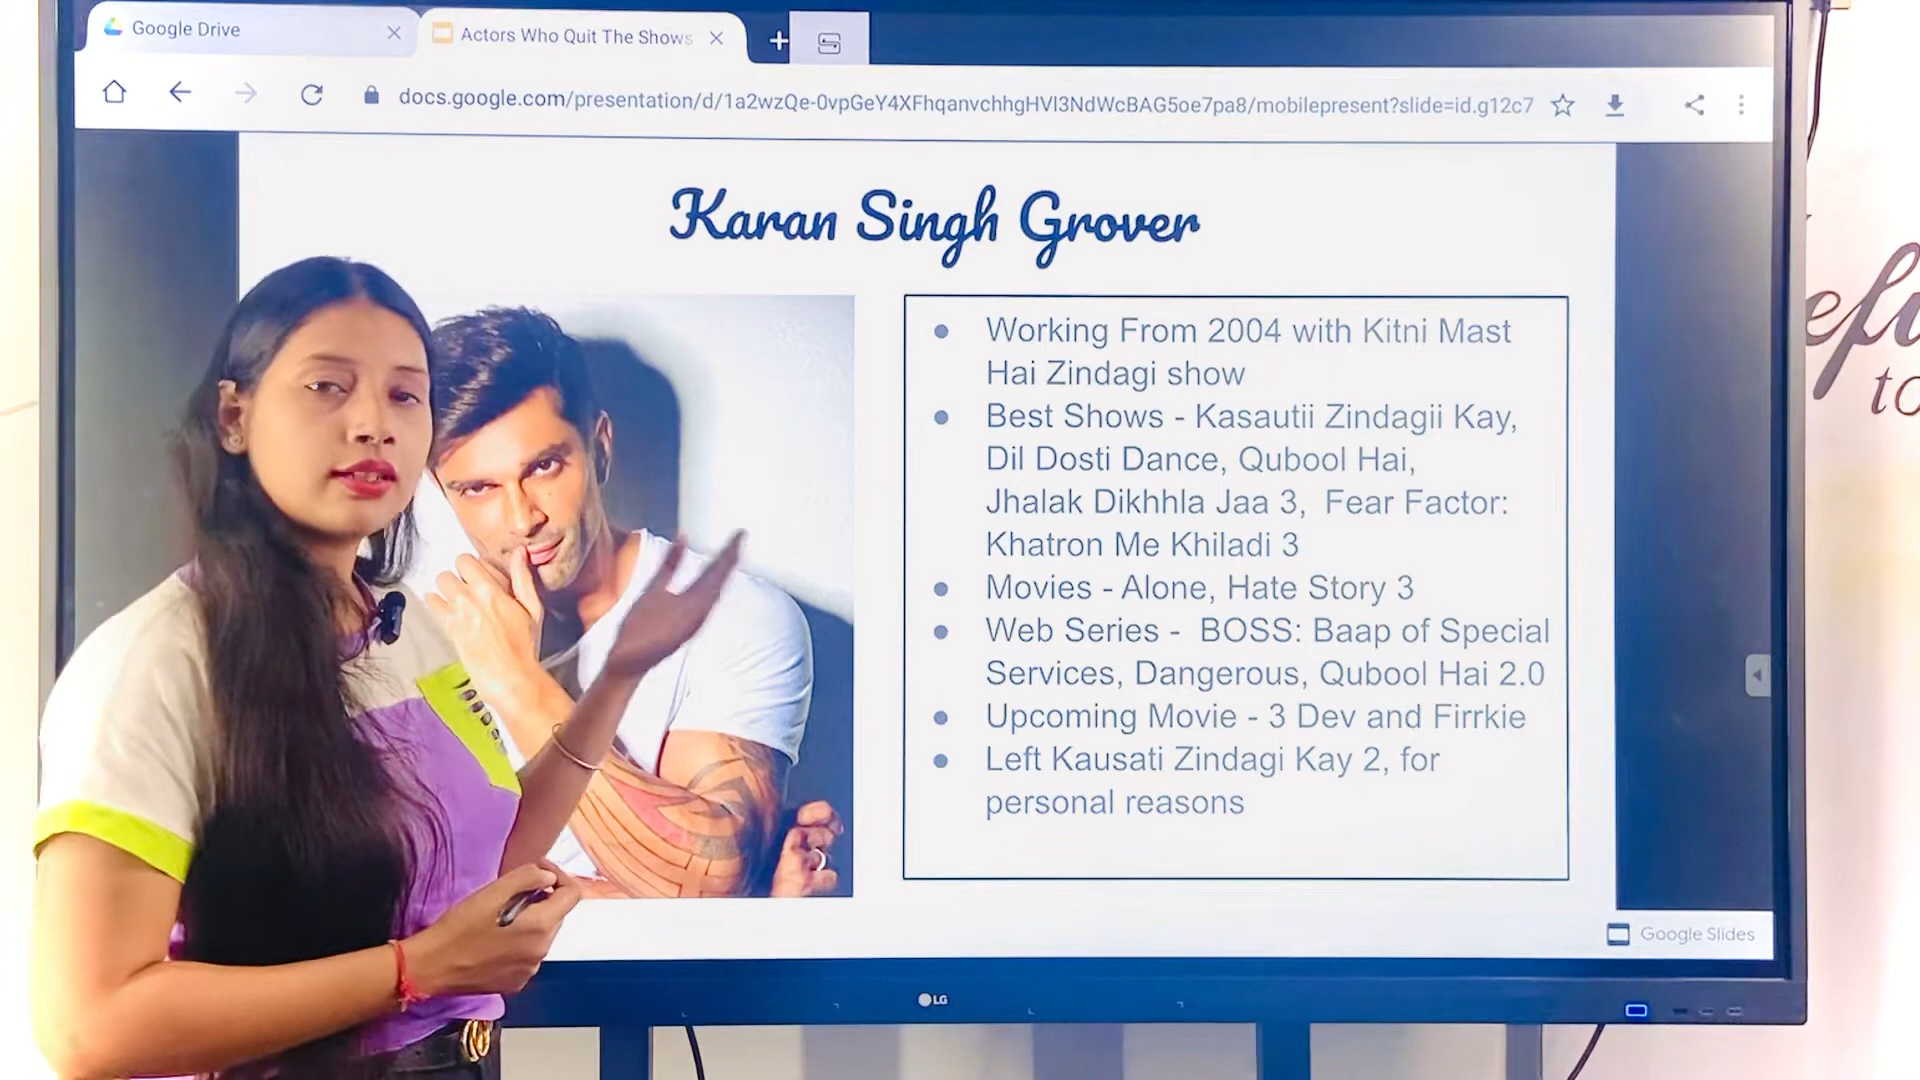 Google Drive
Actors Who Quit The Shows
docs.google.com/presentation/d/1a2wzQe-0vpGeY4XFhqanvchhgHVl3NdWcBAG5oe7pa8/mobilepresent?slide=id.g12c7
Karan Singh Grover
Working From 2004 with Kitni Mast
Hai Zindagi show
Best Shows - Kasautii Zindagii Kay,
Dil Dosti Dance, Qubool Hai,
Jhalak Dikhhla Jaa 3, Fear Factor:
Khatron Me Khiladi 3
Movies - Alone, Hate Story 3
Web Series - BOSS: Baap of Special
Services, Dangerous, Qubool Hai 2.0
Upcoming Movie - 3 Dev and Firrkie
Left Kausati Zindagi Kay 2, for
personal reasons
Google Slides
LG
to